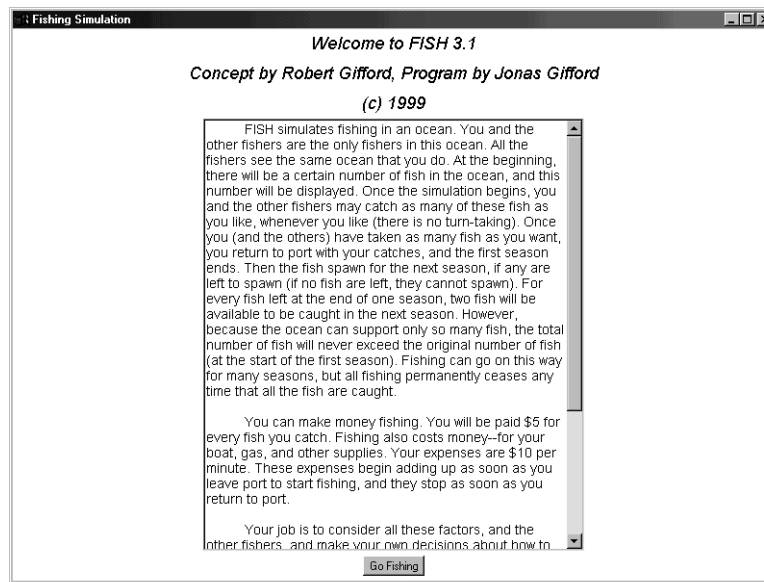 Fishing Simulation
Welcome to FISH 3.1
Concept by Robert Gifford, Program by Jonas Gifford
(c) 1999
FISH simulates fishing in an ocean. You and the
other fishers are the only fishers in this ocean. All the
fishers see the same ocean that you do. At the beginning,
there will be a certain number of fish in the ocean, and this
number will be displayed. Once the simulation begins, you
and the other fishers may catch as many of these fish as
you like, whenever you like (there is no turn-taking). Once
you (and the others) have taken as many fish as you want,
you return to port with your catches, and the first season
ends. Then the fish spawn for the next season, if any are
left to spawn (if no fish are left, they cannot spawn). For
every fish left at the end of one season, two fish will be
available to be caught in the next season. However,
because the ocean can support only so many fish, the total
number of fish will never exceed the original number of fish
(at the start of the first season). Fishing can go on this way
for many seasons, but all fishing permanently ceases any
time that all the fish are caught.
You can make money fishing. You will be paid $5 for
every fish you catch. Fishing also costs money--for your
boat, gas, and other supplies. Your expenses are $10 per
minute. These expenses begin adding up as soon as you
leave port to start fishing, and they stop as soon as you
return to port.
Your job is to consider all these factors, and the
other fishers, and make your own decisions about how to
Go Fishing